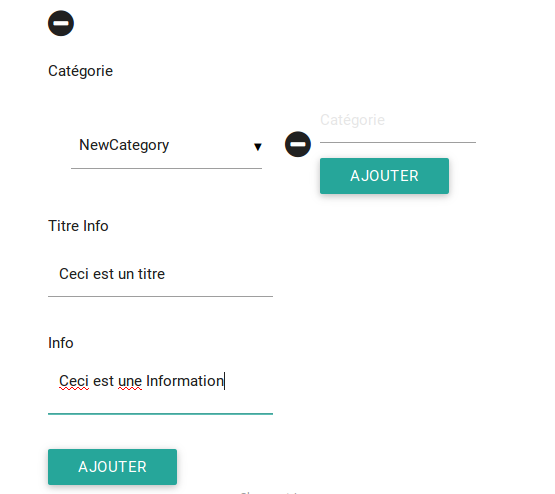 Catégorie
Catégorie
NewCategory
AJOUTER
Titre Info
Ceci est un titre
Info
Ceci est une Information
AJOUTER